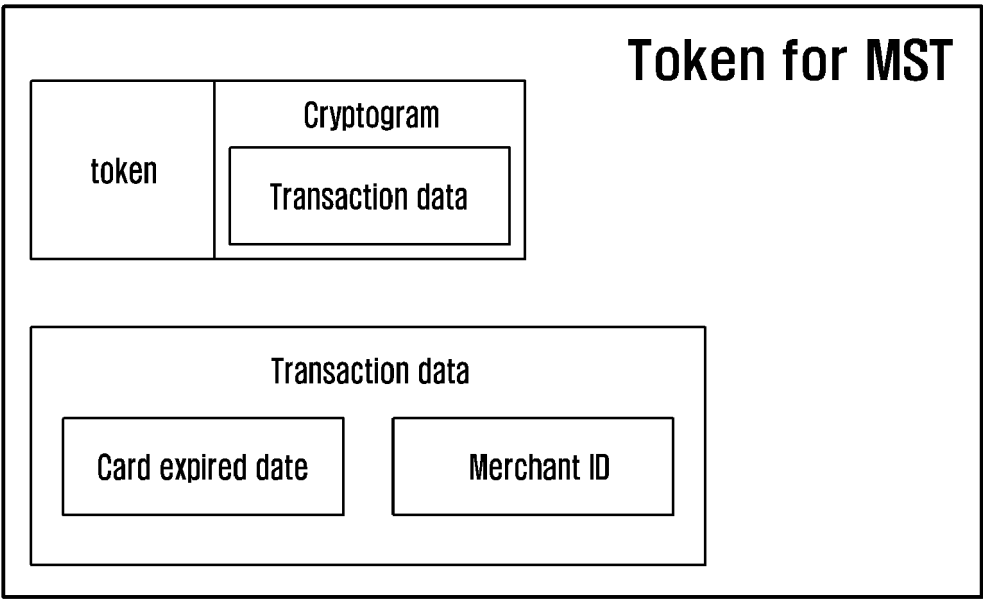 Token for MST
token
Cryptogram
Transaction data
Transaction data
Card expired date
Merchant ID